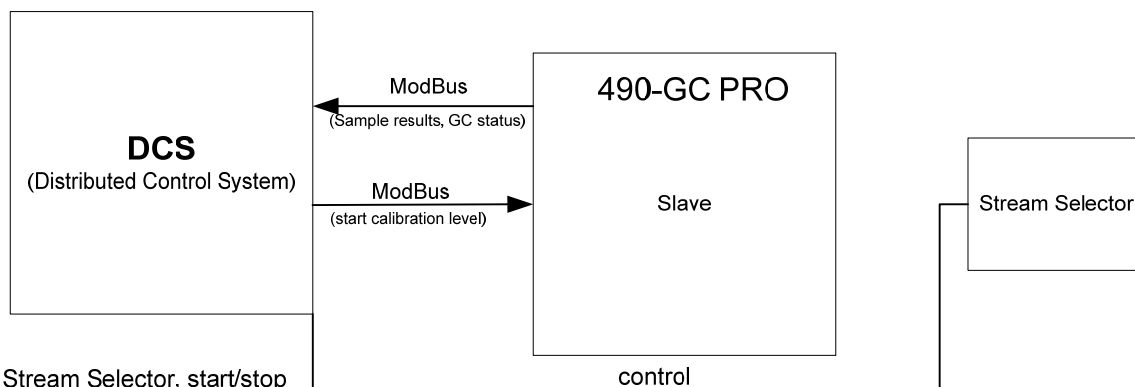 DCS
(Distributed Control System)
ModBus
(Sample results, GC status)
ModBus
(start calibration level)
490-GC PRO
Slave
Stream Selector
Stream Selector, start/stop
control